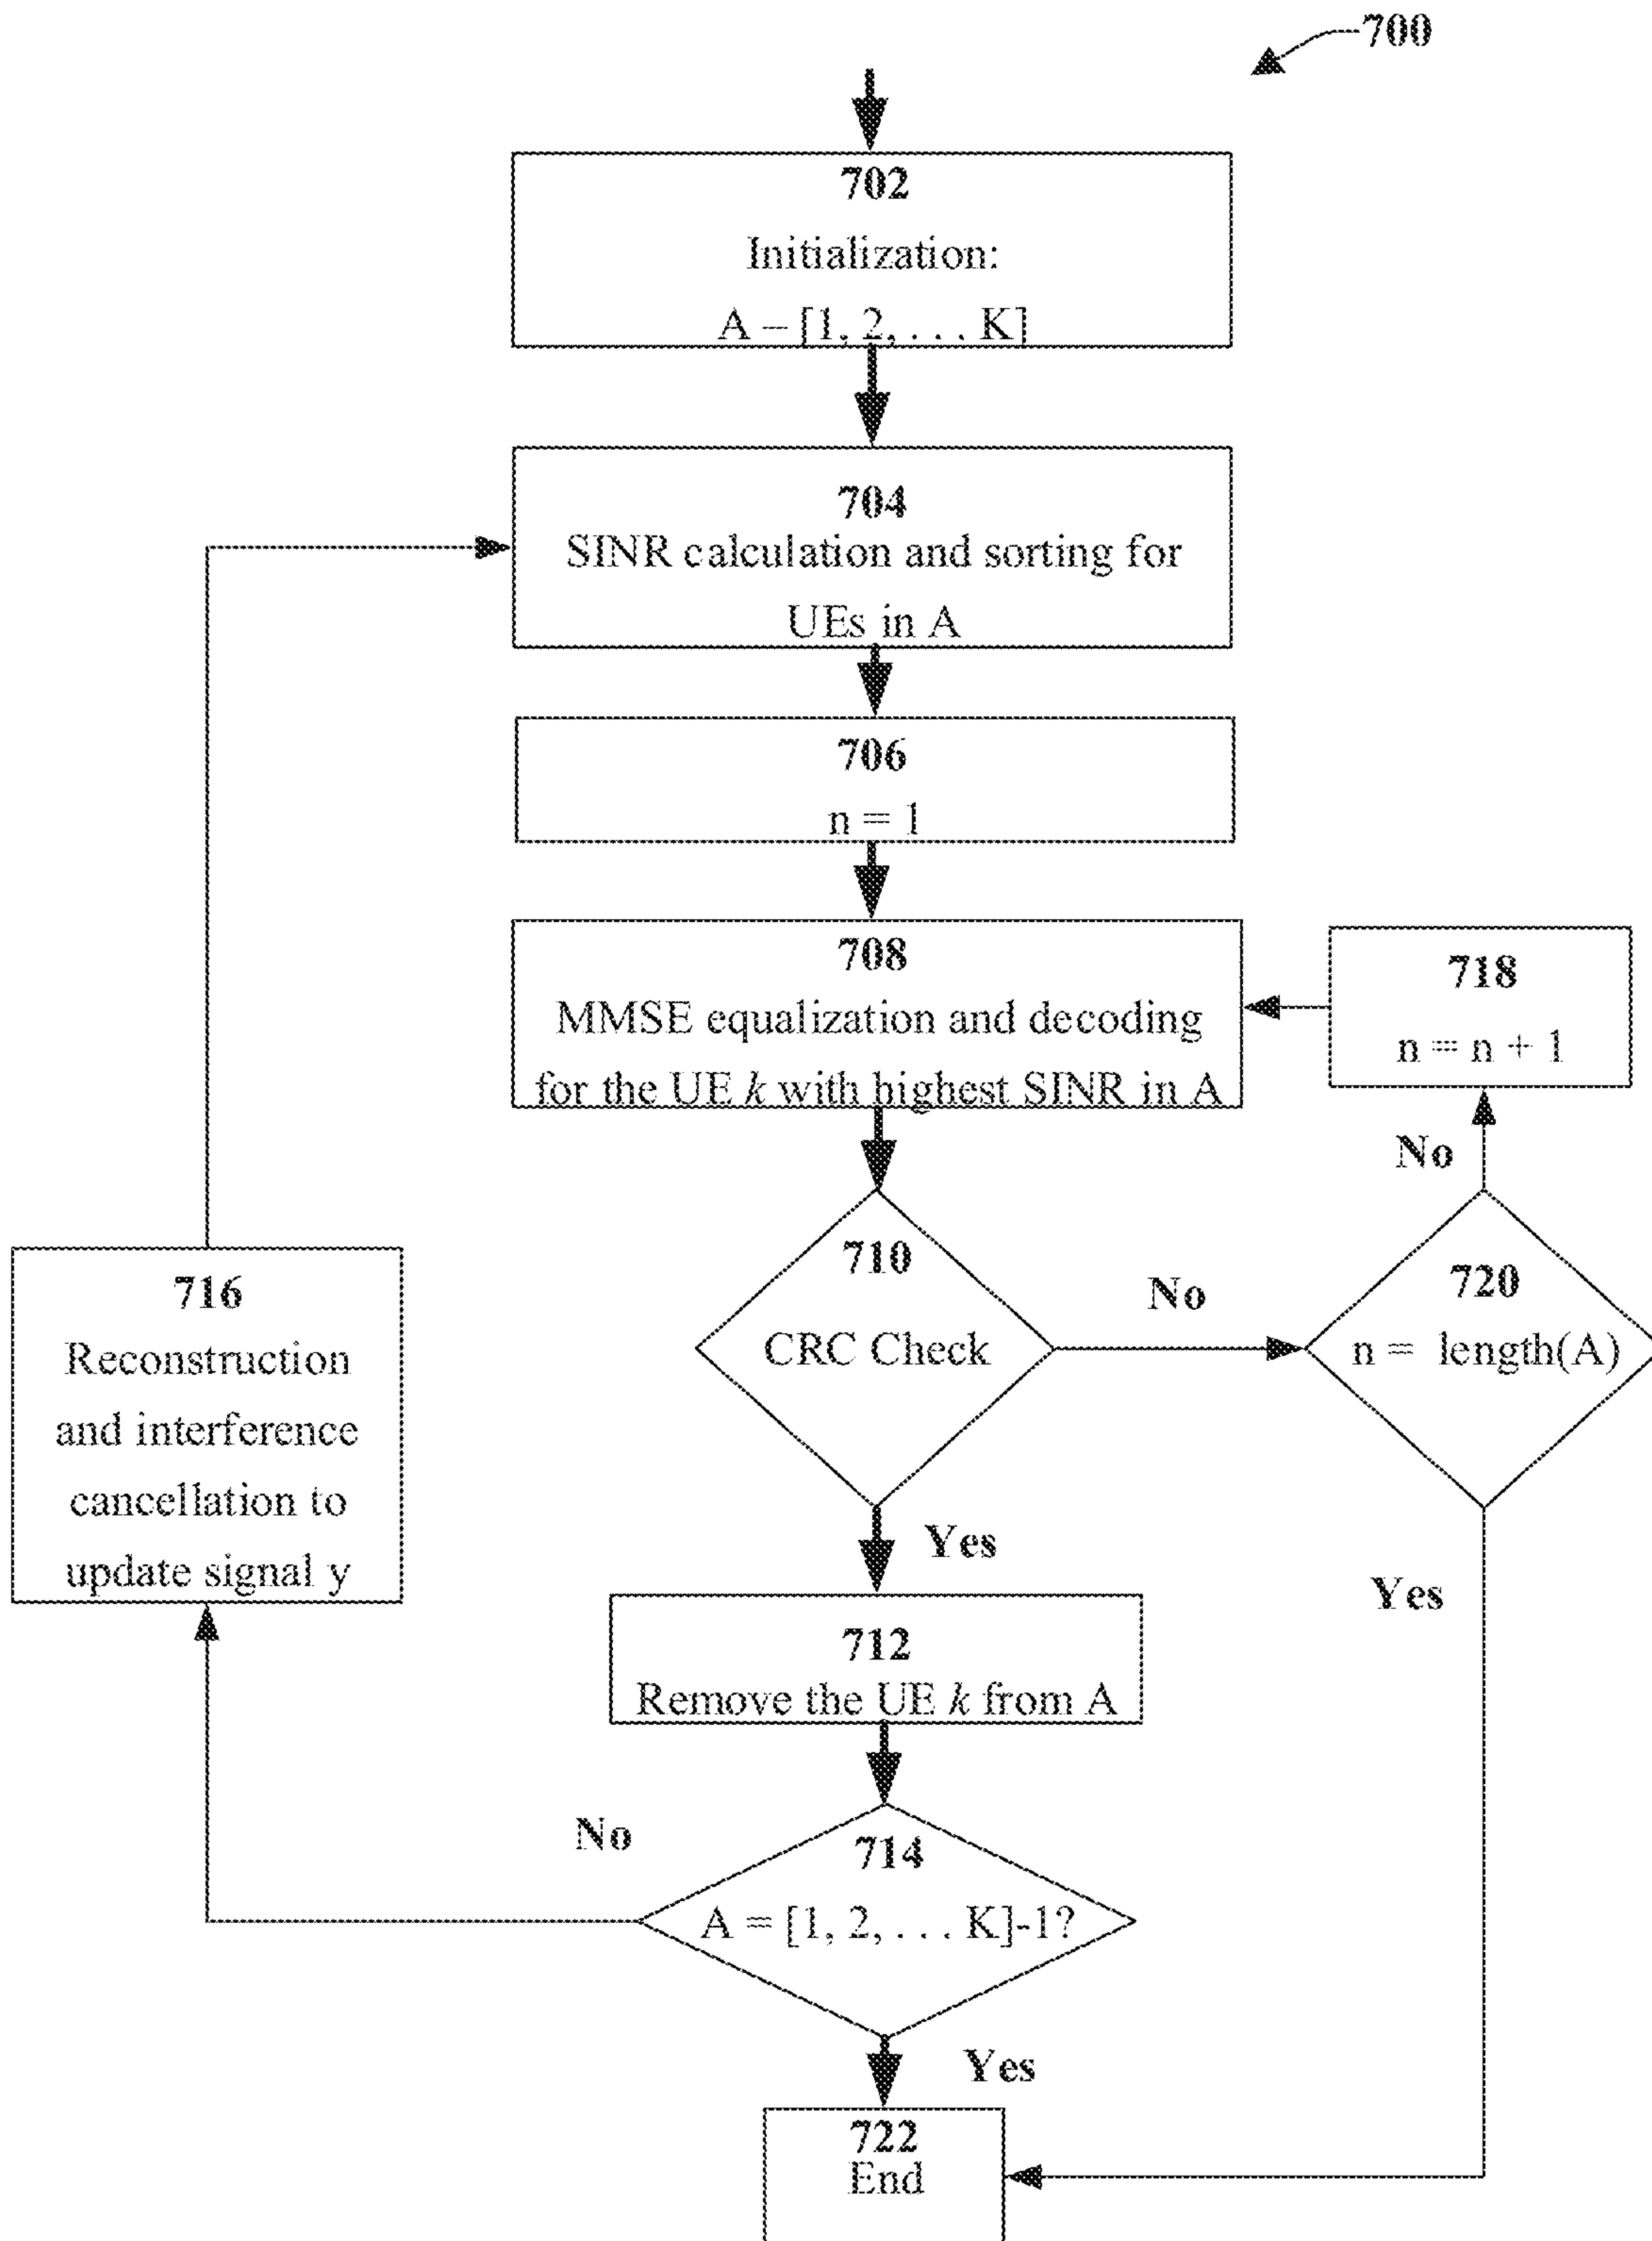 700
702
Initialization:
A – [1, 2, . . . K]
704
SINR calculation and sorting for
UEs in A
706
n = 1
708
MMSE equalization and decoding
for the UE k with highest SINR in A
718
n = n + 1
No
710
CRC Check
No
720
n = length(A)
716
Reconstruction
and interference
cancellation to
update signal y
Yes
Yes
712
Remove the UE k from A
No
714
A = [1, 2, . . . K]-1?
Yes
722
End